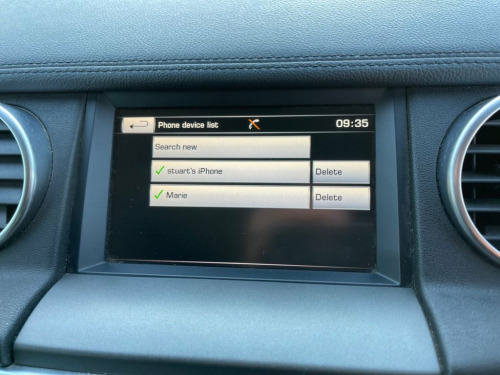 Phone device list
09:35
Search new
stuart's iPhone
Delete
Marie
Delete